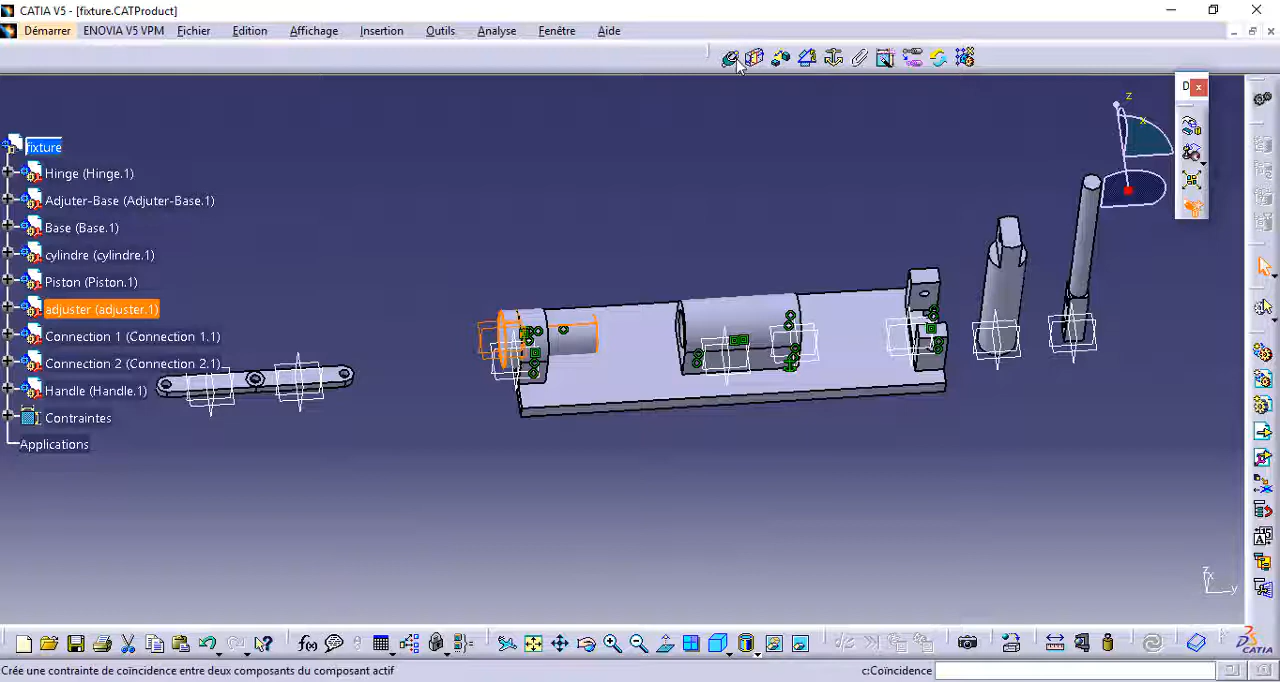 CATIA V5 - [fixture.CATProduct]
Démarrer ENOVIA V5 VPM Fichier Edition Affichage Insertion Outils Analyse Fenêtre Aide
D
z
x
fixture
Hinge (Hinge.1)
Adjuter-Base (Adjuter-Base.1)
Base (Base.1)
cylindre (cylindre.1)
Piston (Piston.1)
adjuster (adjuster.1)
Connection 1 (Connection 1.1)
Connection 2 (Connection 2.1)
Handle (Handle.1)
Contraintes
Applications
z
x
y
f(x)
CATIA
Crée une contrainte de coïncidence entre deux composants du composant actif c:Coïncidence